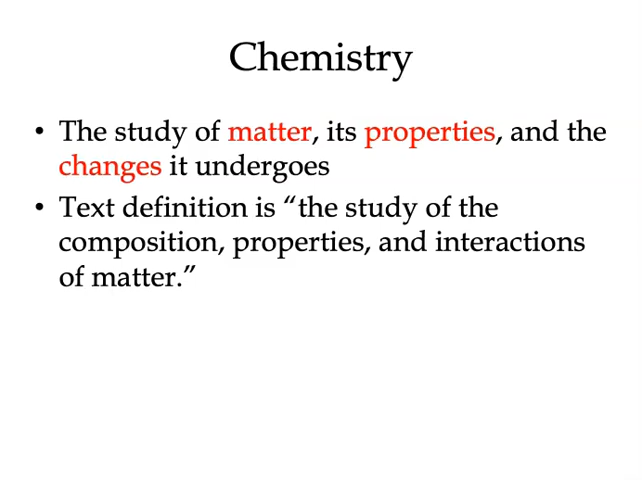 Chemistry
• The study of matter, its properties, and the
changes it undergoes
• Text definition is “the study of the
composition, properties, and interactions
of matter.”